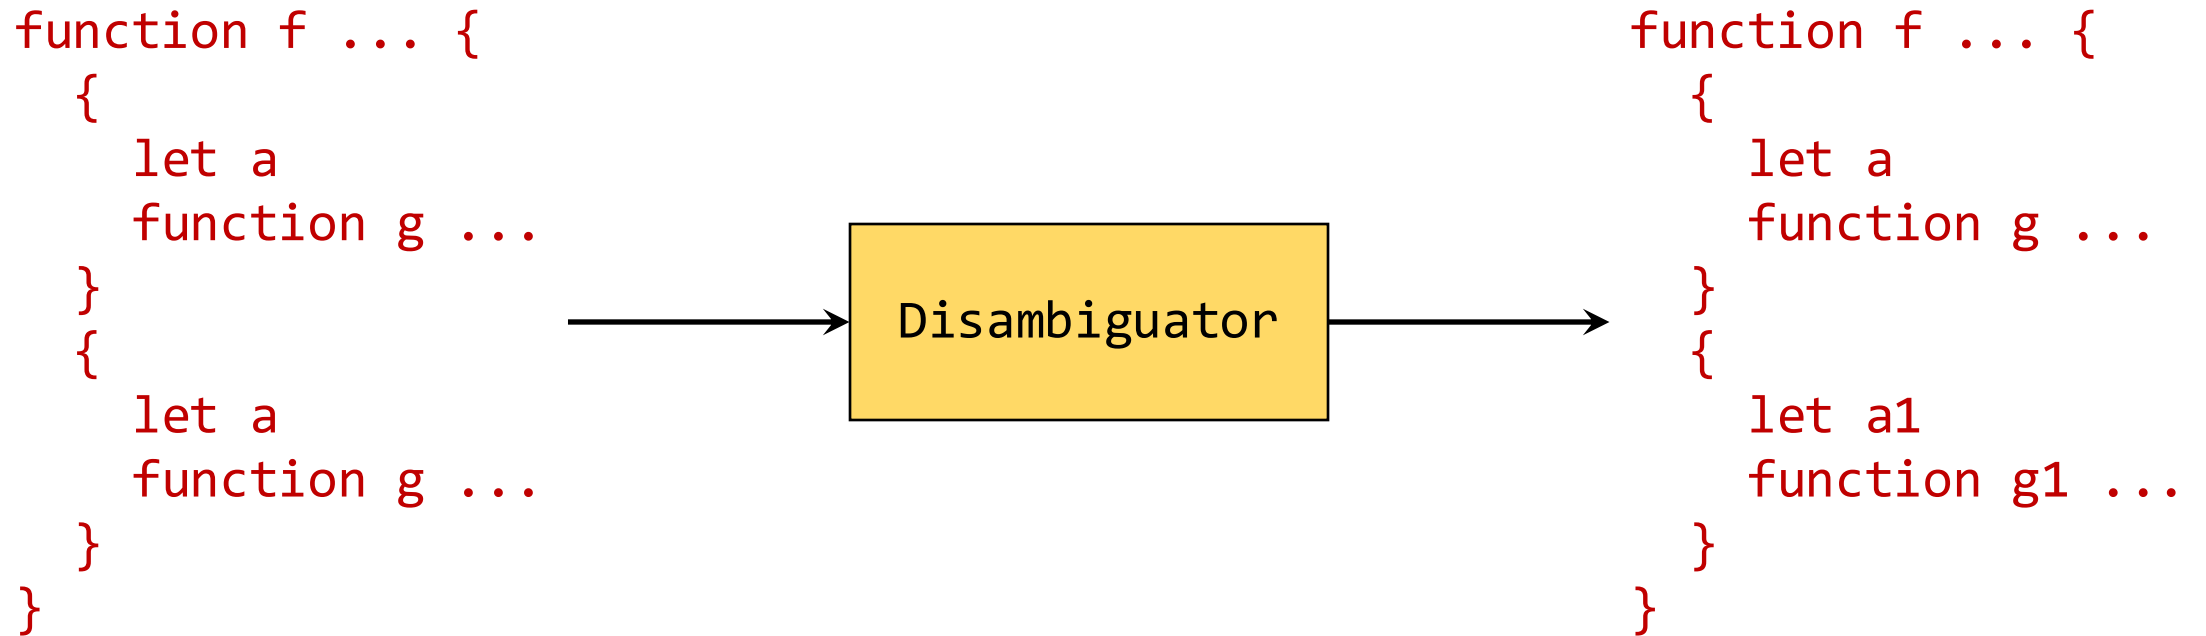 function f ... {
  {
    let a
    function g ...
  }
  {
    let a
    function g ...
  }
}
Disambiguator
function f ... {
  {
    let a
    function g ...
  }
  {
    let a1
    function g1 ...
  }
}